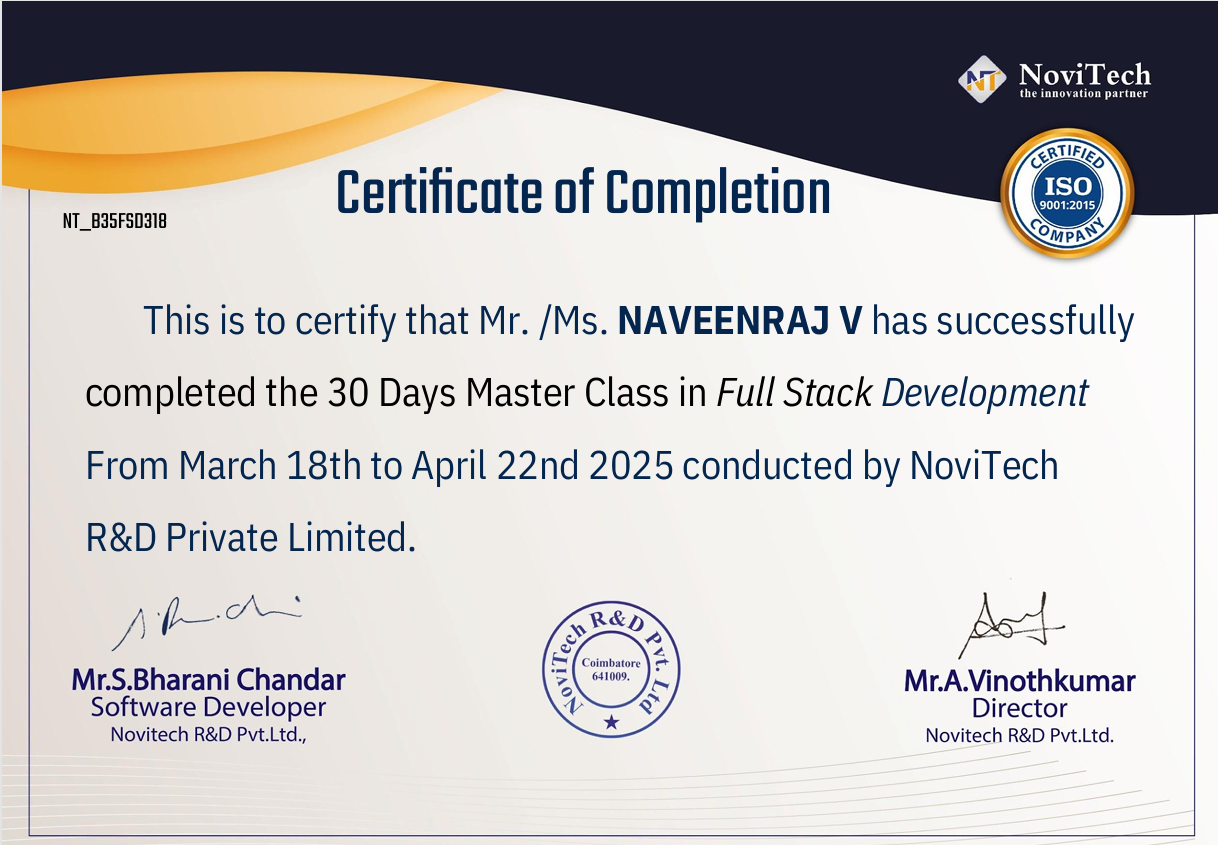 NT
NoviTech
the innovation partner
CERTIFIED
ISO
9001:2015
COMPANY
Certificate of Completion
NT_B35FSD318
This is to certify that Mr. /Ms. NAVEENRAJ V has successfully
completed the 30 Days Master Class in Full Stack Development
From March 18th to April 22nd 2025 conducted by NoviTech
R&D Private Limited.
Mr.S.Bharani Chandar
Software Developer
Novitech R&D Pvt.Ltd.,
NoviTech R&D Pvt. Ltd
Coimbatore
641009.
Mr.A.Vinothkumar
Director
Novitech R&D Pvt.Ltd.